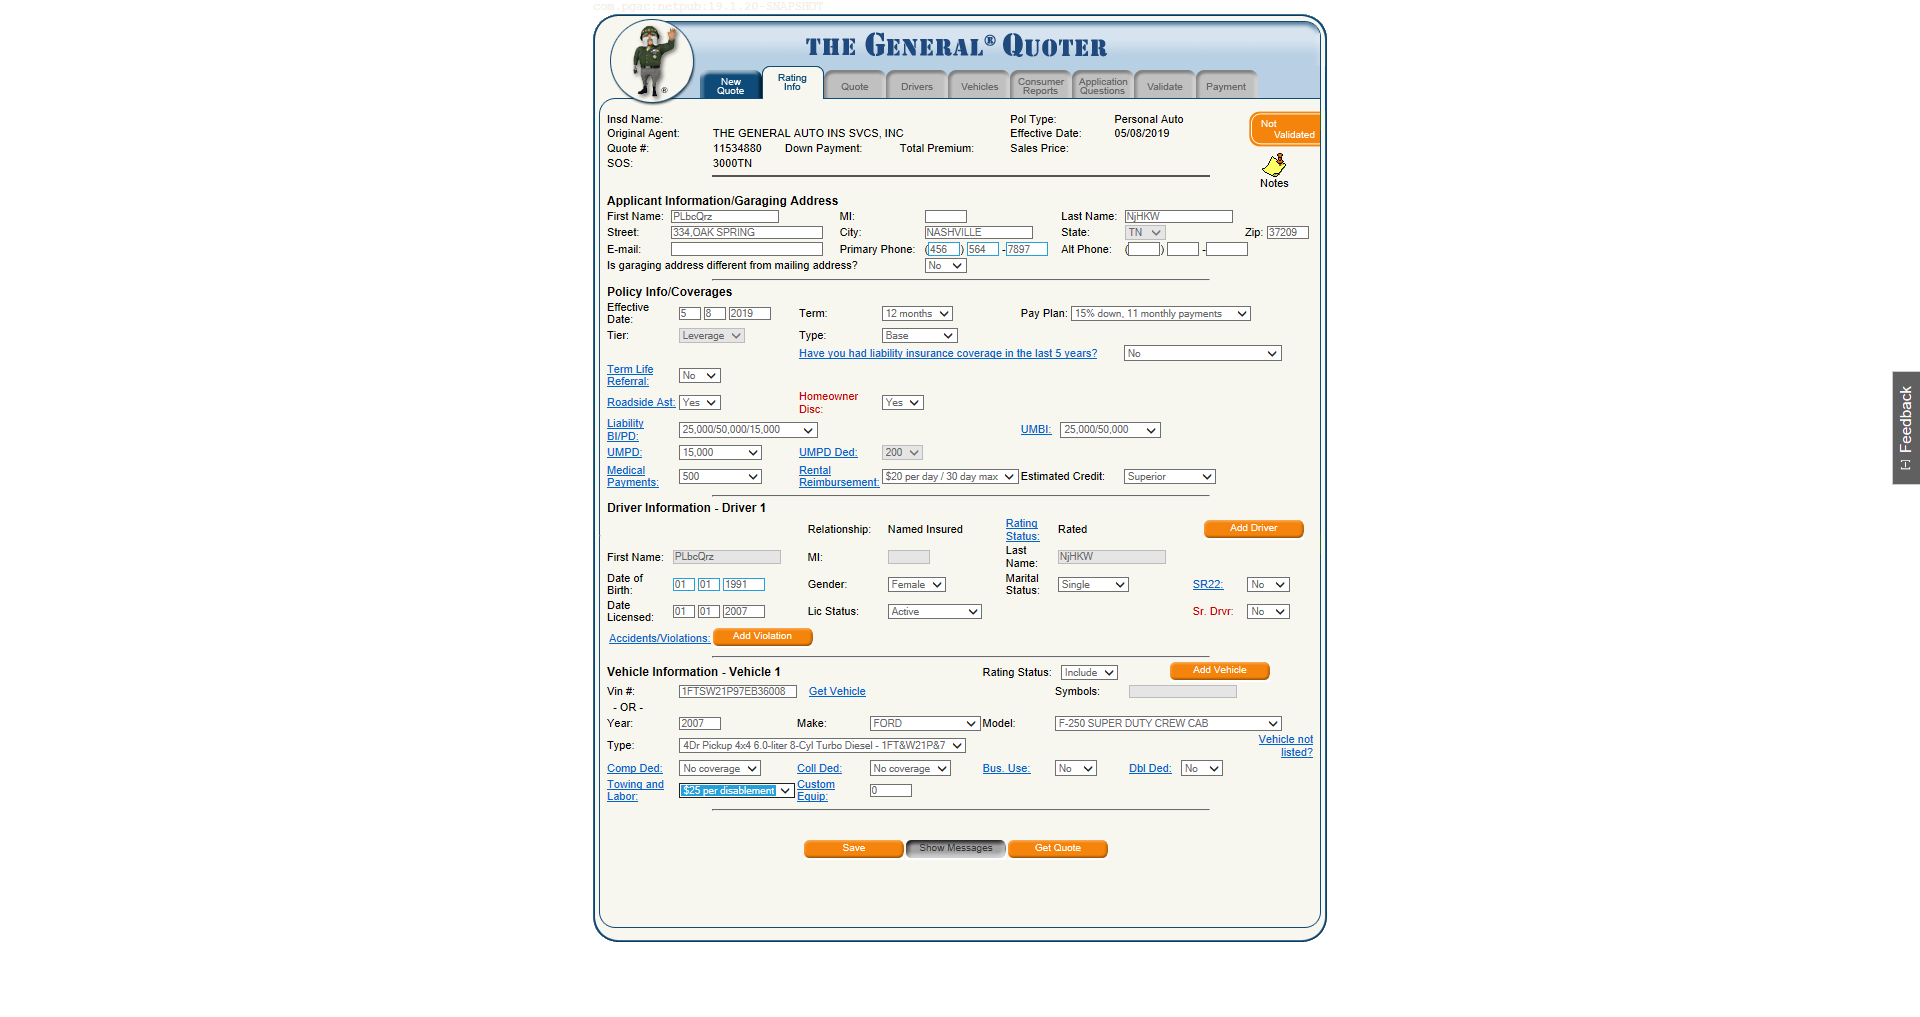 com.pgac:netpub:19.1.20-SNAPSHOT
THE GENERAL® QUOTER
New Quote Rating Info Quote Drivers Vehicles Consumer Reports Application Questions Validate Payment
®
Insd Name: Pol Type: Personal Auto
Not Validated
Original Agent: THE GENERAL AUTO INS SVCS, INC Effective Date: 05/08/2019
Quote #: 11534880 Down Payment: Total Premium: Sales Price:
SOS: 3000TN
Notes
Applicant Information/Garaging Address
First Name: PLbcQrz MI: Last Name: NjHKW
Street: 334,OAK SPRING City: NASHVILLE State: TN Zip: 37209
E-mail: Primary Phone: (456) 564 -7897 Alt Phone: ( ) -
Is garaging address different from mailing address? No
Policy Info/Coverages
Effective Date: 5 8 2019 Term: 12 months Pay Plan: 15% down, 11 monthly payments
Tier: Leverage Type: Base
Have you had liability insurance coverage in the last 5 years? No
Term Life Referral: No
Roadside Ast: Yes Homeowner Disc: Yes
Liability BI/PD: 25,000/50,000/15,000 UMBI: 25,000/50,000
UMPD: 15,000 UMPD Ded: 200
Medical Payments: 500 Rental Reimbursement: $20 per day / 30 day max Estimated Credit: Superior
Driver Information - Driver 1
Relationship: Named Insured Rating Status: Rated Add Driver
First Name: PLbcQrz MI: Last Name: NjHKW
Date of Birth: 01 01 1991 Gender: Female Marital Status: Single SR22: No
Date Licensed: 01 01 2007 Lic Status: Active Sr. Drvr: No
Accidents/Violations: Add Violation
Vehicle Information - Vehicle 1 Rating Status: Include Add Vehicle
Vin #: 1FTSW21P97EB36008 Get Vehicle Symbols:
- OR -
Year: 2007 Make: FORD Model: F-250 SUPER DUTY CREW CAB
Type: 4Dr Pickup 4x4 6.0-liter 8-Cyl Turbo Diesel - 1FT&W21P&7 Vehicle not listed?
Comp Ded: No coverage Coll Ded: No coverage Bus. Use: No Dbl Ded: No
Towing and Labor: $25 per disablement Custom Equip: 0
Save Show Messages Get Quote
[-] Feedback